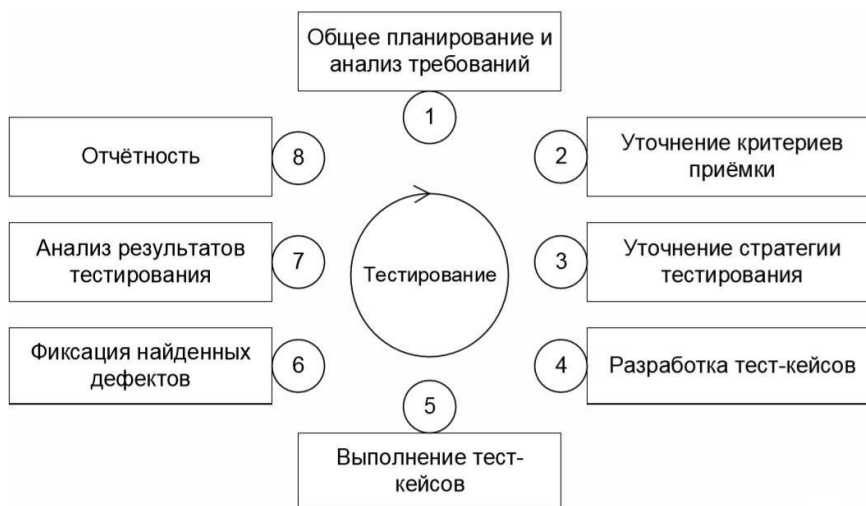 Общее планирование и
анализ требований
1
2
Уточнение критериев
приёмки
3
Уточнение стратегии
тестирования
4
Разработка тест-кейсов
5
Выполнение тест-
кейсов
6
Фиксация найденных
дефектов
7
Анализ результатов
тестирования
8
Отчётность
Тестирование